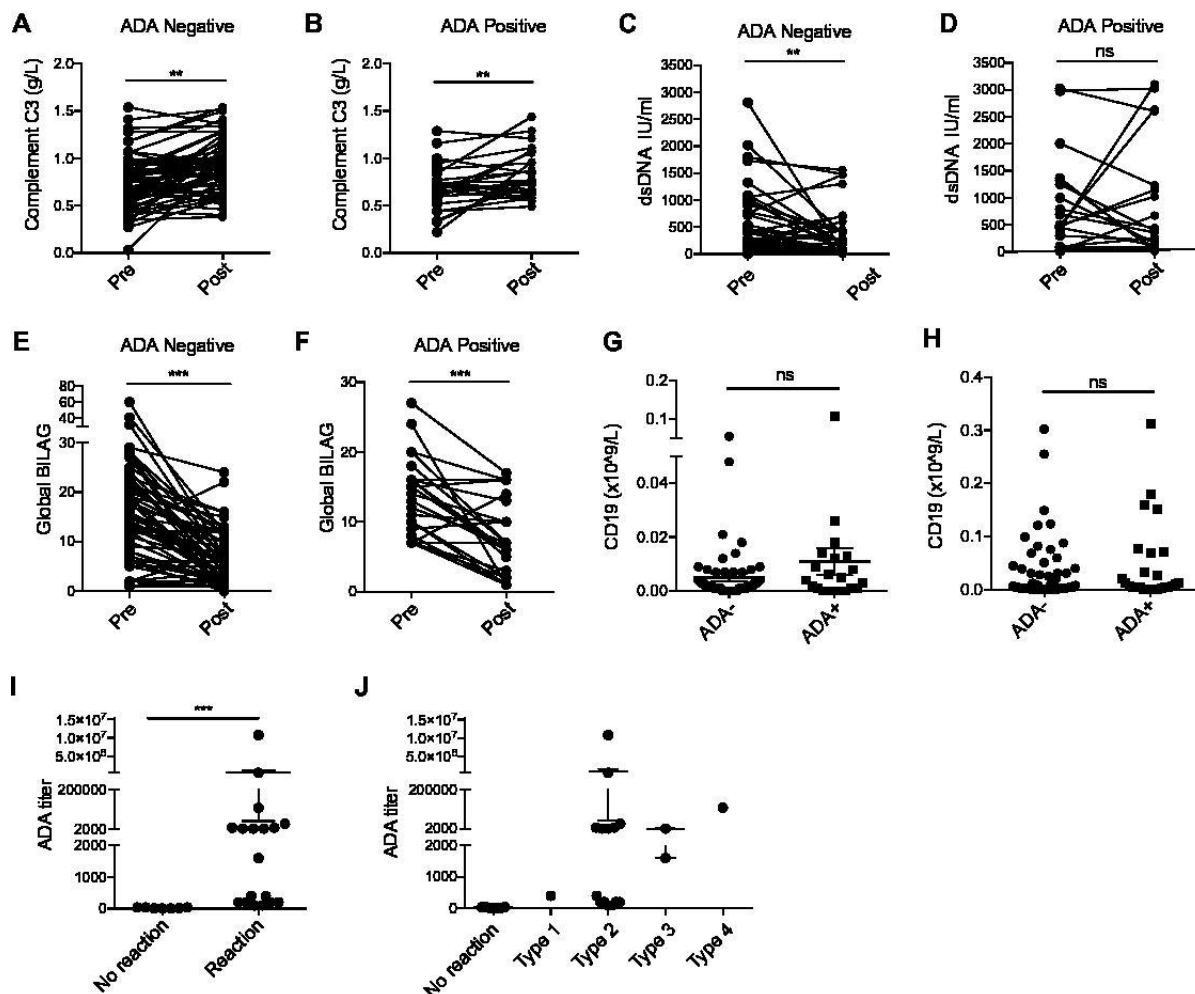 A
ADA Negative
**
Complement C3 (g/L)
2.0
1.5
1.0
0.5
0.0
Pre
Post
B
ADA Positive
**
Complement C3 (g/L)
2.0
1.5
1.0
0.5
0.0
Pre
Post
C
ADA Negative
**
dsDNA IU/ml
3500
3000
2500
2000
1500
1000
500
0
Pre
Post
D
ADA Positive
ns
dsDNA IU/ml
3500
3000
2500
2000
1500
1000
500
0
Pre
Post
E
ADA Negative
***
Global BILAG
80
60
40
30
20
10
0
Pre
Post
F
ADA Positive
***
Global BILAG
30
20
10
0
Pre
Post
G
ns
CD19 (x10^9/L)
0.2
0.1
0.04
0.02
0.00
ADA-
ADA+
H
ns
CD19 (x10^9/L)
0.4
0.3
0.2
0.1
0.0
ADA-
ADA+
I
***
ADA titer
1.5×10⁷
1.0×10⁷
5.0×10⁶
200000
2000
2000
1000
0
No reaction
Reaction
J
ADA titer
1.5×10⁷
1.0×10⁷
5.0×10⁶
200000
2000
2000
1000
0
No reaction
Type 1
Type 2
Type 3
Type 4